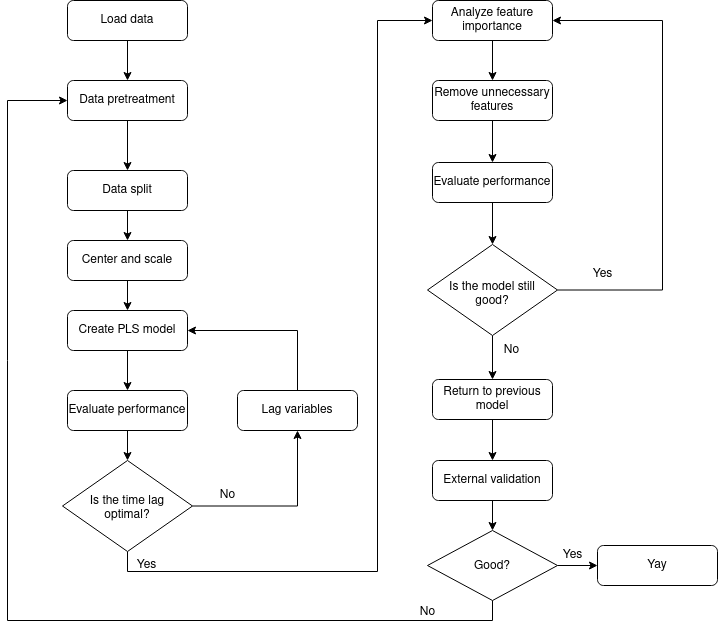 Load data
Data pretreatment
Data split
Center and scale
Create PLS model
Evaluate performance
Lag variables
Is the time lag
optimal?
No
Yes
Analyze feature
importance
Remove unnecessary
features
Evaluate performance
Is the model still
good?
Yes
No
Return to previous
model
External validation
Good?
Yes
Yay
No